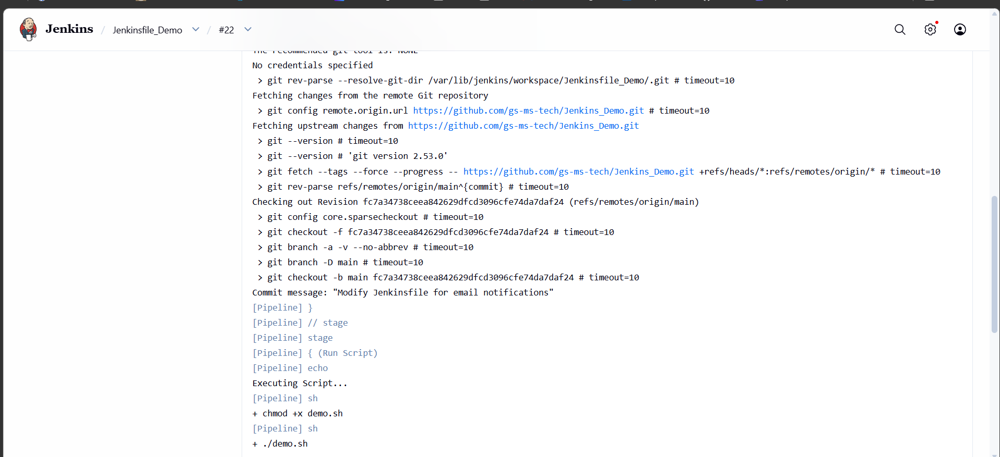 Jenkins / Jenkinsfile_Demo / #22
The recommended git tool is: NONE
No credentials specified
> git rev-parse --resolve-git-dir /var/lib/jenkins/workspace/Jenkinsfile_Demo/.git # timeout=10
Fetching changes from the remote Git repository
> git config remote.origin.url https://github.com/gs-ms-tech/Jenkins_Demo.git # timeout=10
Fetching upstream changes from https://github.com/gs-ms-tech/Jenkins_Demo.git
> git --version # timeout=10
> git --version # 'git version 2.53.0'
> git fetch --tags --force --progress -- https://github.com/gs-ms-tech/Jenkins_Demo.git +refs/heads/*:refs/remotes/origin/* # timeout=10
> git rev-parse refs/remotes/origin/main^{commit} # timeout=10
Checking out Revision fc7a34738ceea842629dfcd3096cfe74da7daf24 (refs/remotes/origin/main)
> git config core.sparsecheckout # timeout=10
> git checkout -f fc7a34738ceea842629dfcd3096cfe74da7daf24 # timeout=10
> git branch -a -v --no-abbrev # timeout=10
> git branch -D main # timeout=10
> git checkout -b main fc7a34738ceea842629dfcd3096cfe74da7daf24 # timeout=10
Commit message: "Modify Jenkinsfile for email notifications"
[Pipeline] }
[Pipeline] // stage
[Pipeline] stage
[Pipeline] { (Run Script)
[Pipeline] echo
Executing Script...
[Pipeline] sh
+ chmod +x demo.sh
[Pipeline] sh
+ ./demo.sh